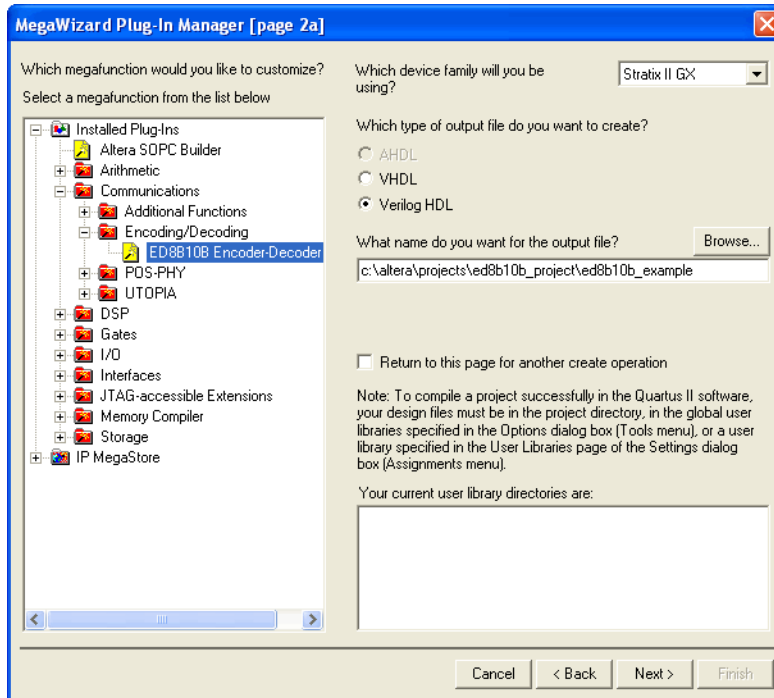 MegaWizard Plug-In Manager [page 2a]
Which megafunction would you like to customize?
Select a megafunction from the list below
Installed Plug-Ins
Altera SOPC Builder
Arithmetic
Communications
Additional Functions
Encoding/Decoding
ED8B10B Encoder-Decoder
POS-PHY
UTOPIA
DSP
Gates
I/O
Interfaces
JTAG-accessible Extensions
Memory Compiler
Storage
IP MegaStore
Which device family will you be
using?
Stratix II GX
Which type of output file do you want to create?
AHDL
VHDL
Verilog HDL
What name do you want for the output file?
Browse...
c:\altera\projects\ed8b10b_project\ed8b10b_example
Return to this page for another create operation
Note: To compile a project successfully in the Quartus II software,
your design files must be in the project directory, in the global user
libraries specified in the Options dialog box (Tools menu), or a user
library specified in the User Libraries page of the Settings dialog
box (Assignments menu).
Your current user library directories are:
Cancel
< Back
Next >
Finish